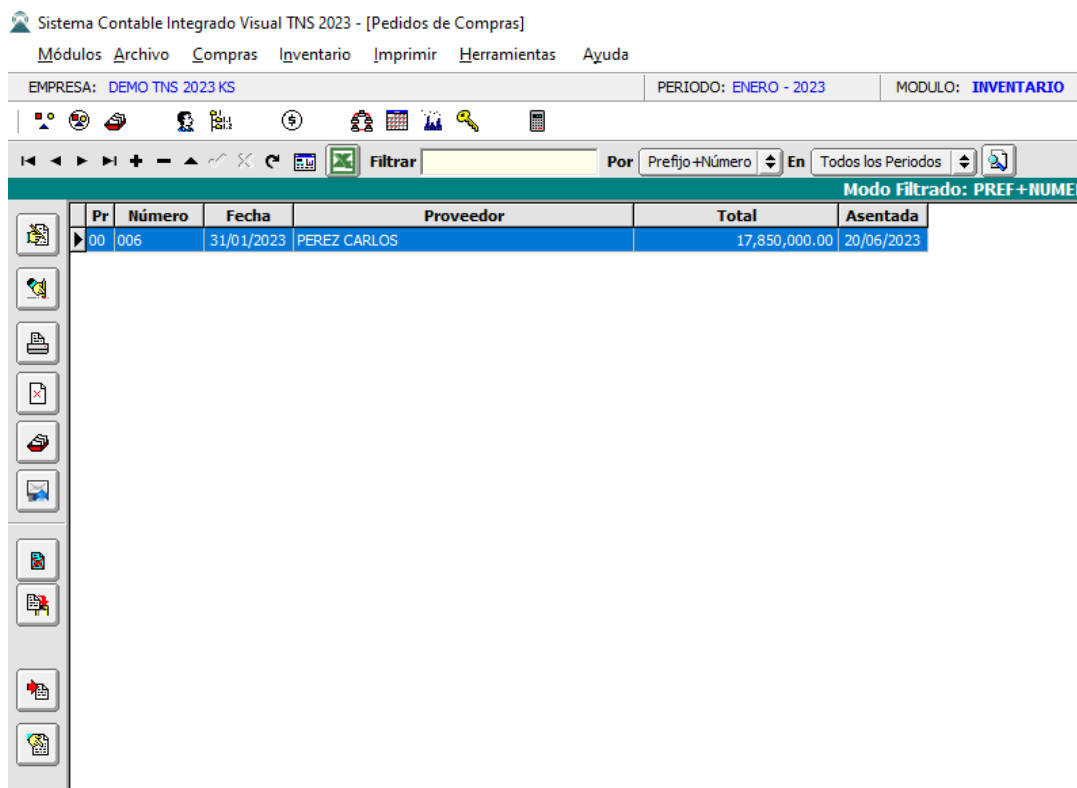 Sistema Contable Integrado Visual TNS 2023 - [Pedidos de Compras]
Módulos Archivo Compras Inventario Imprimir Herramientas Ayuda
EMPRESA: DEMO TNS 2023 KS PERIODO: ENERO - 2023 MODULO: INVENTARIO
Filtrar Por Prefijo+Número En Todos los Periodos
Modo Filtrado: PREF+NUME
Pr Número Fecha Proveedor Total Asentada
00 006 31/01/2023 PEREZ CARLOS 17,850,000.00 20/06/2023